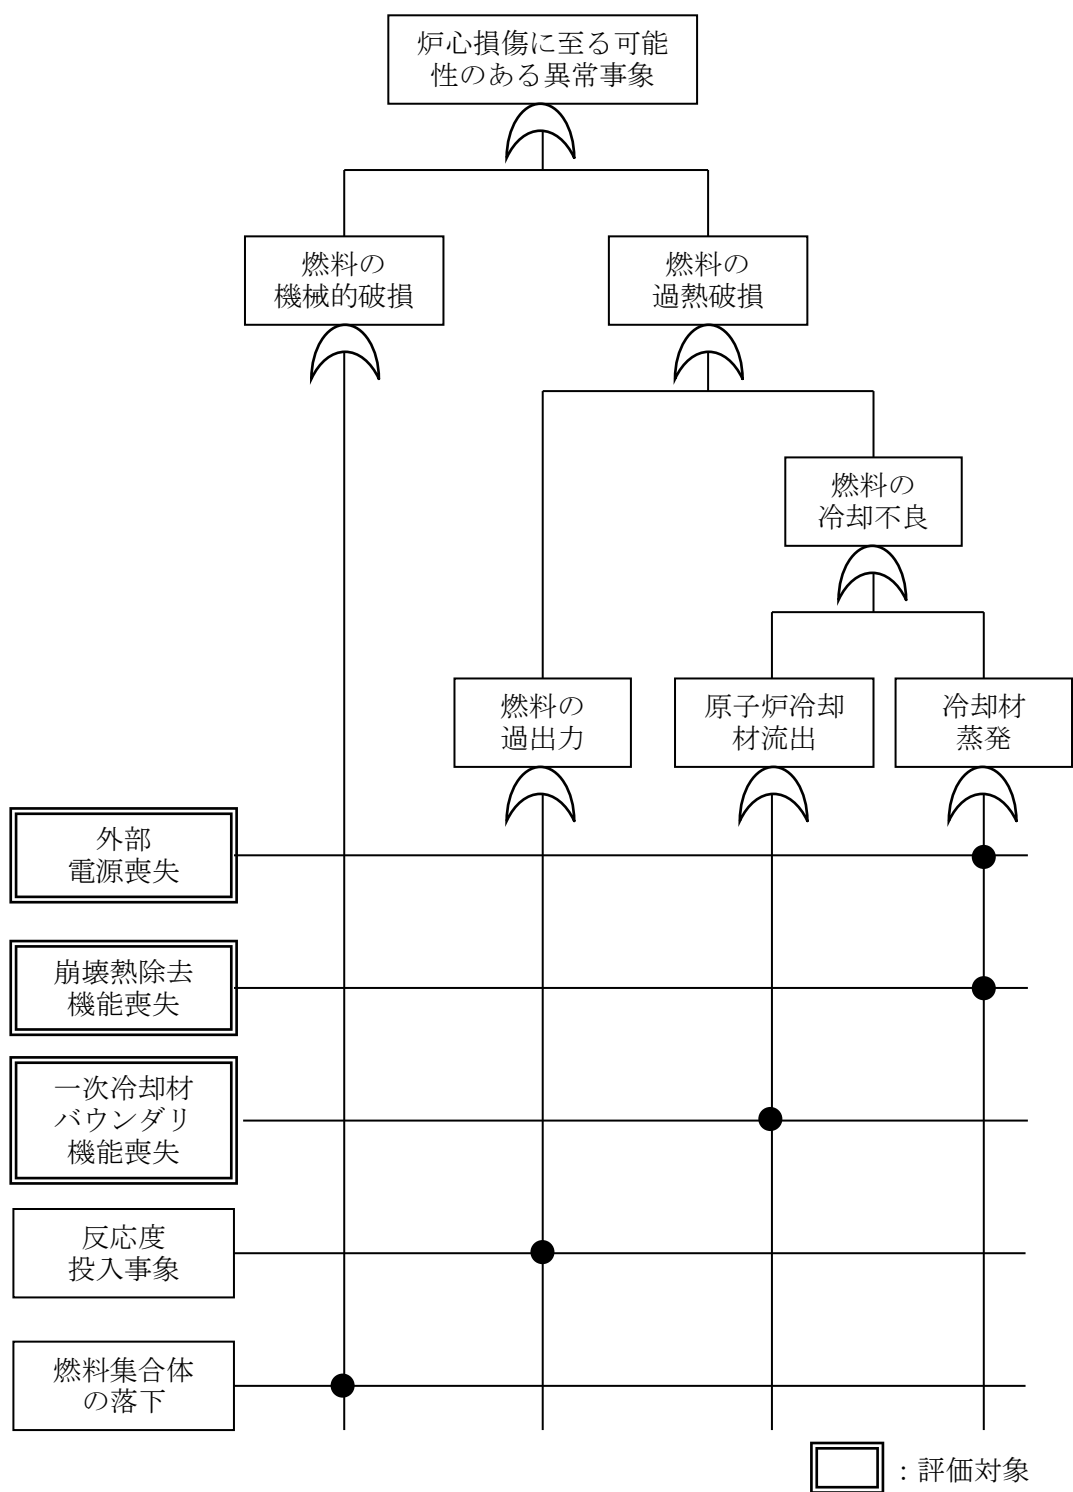 炉心損傷に至る可能
性のある異常事象
燃料の
機械的破損
燃料の
過熱破損
燃料の
冷却不良
燃料の
過出力
原子炉冷却
材流出
冷却材
蒸発
外部
電源喪失
崩壊熱除去
機能喪失
一次冷却材
バウンダリ
機能喪失
反応度
投入事象
燃料集合体
の落下
：評価対象